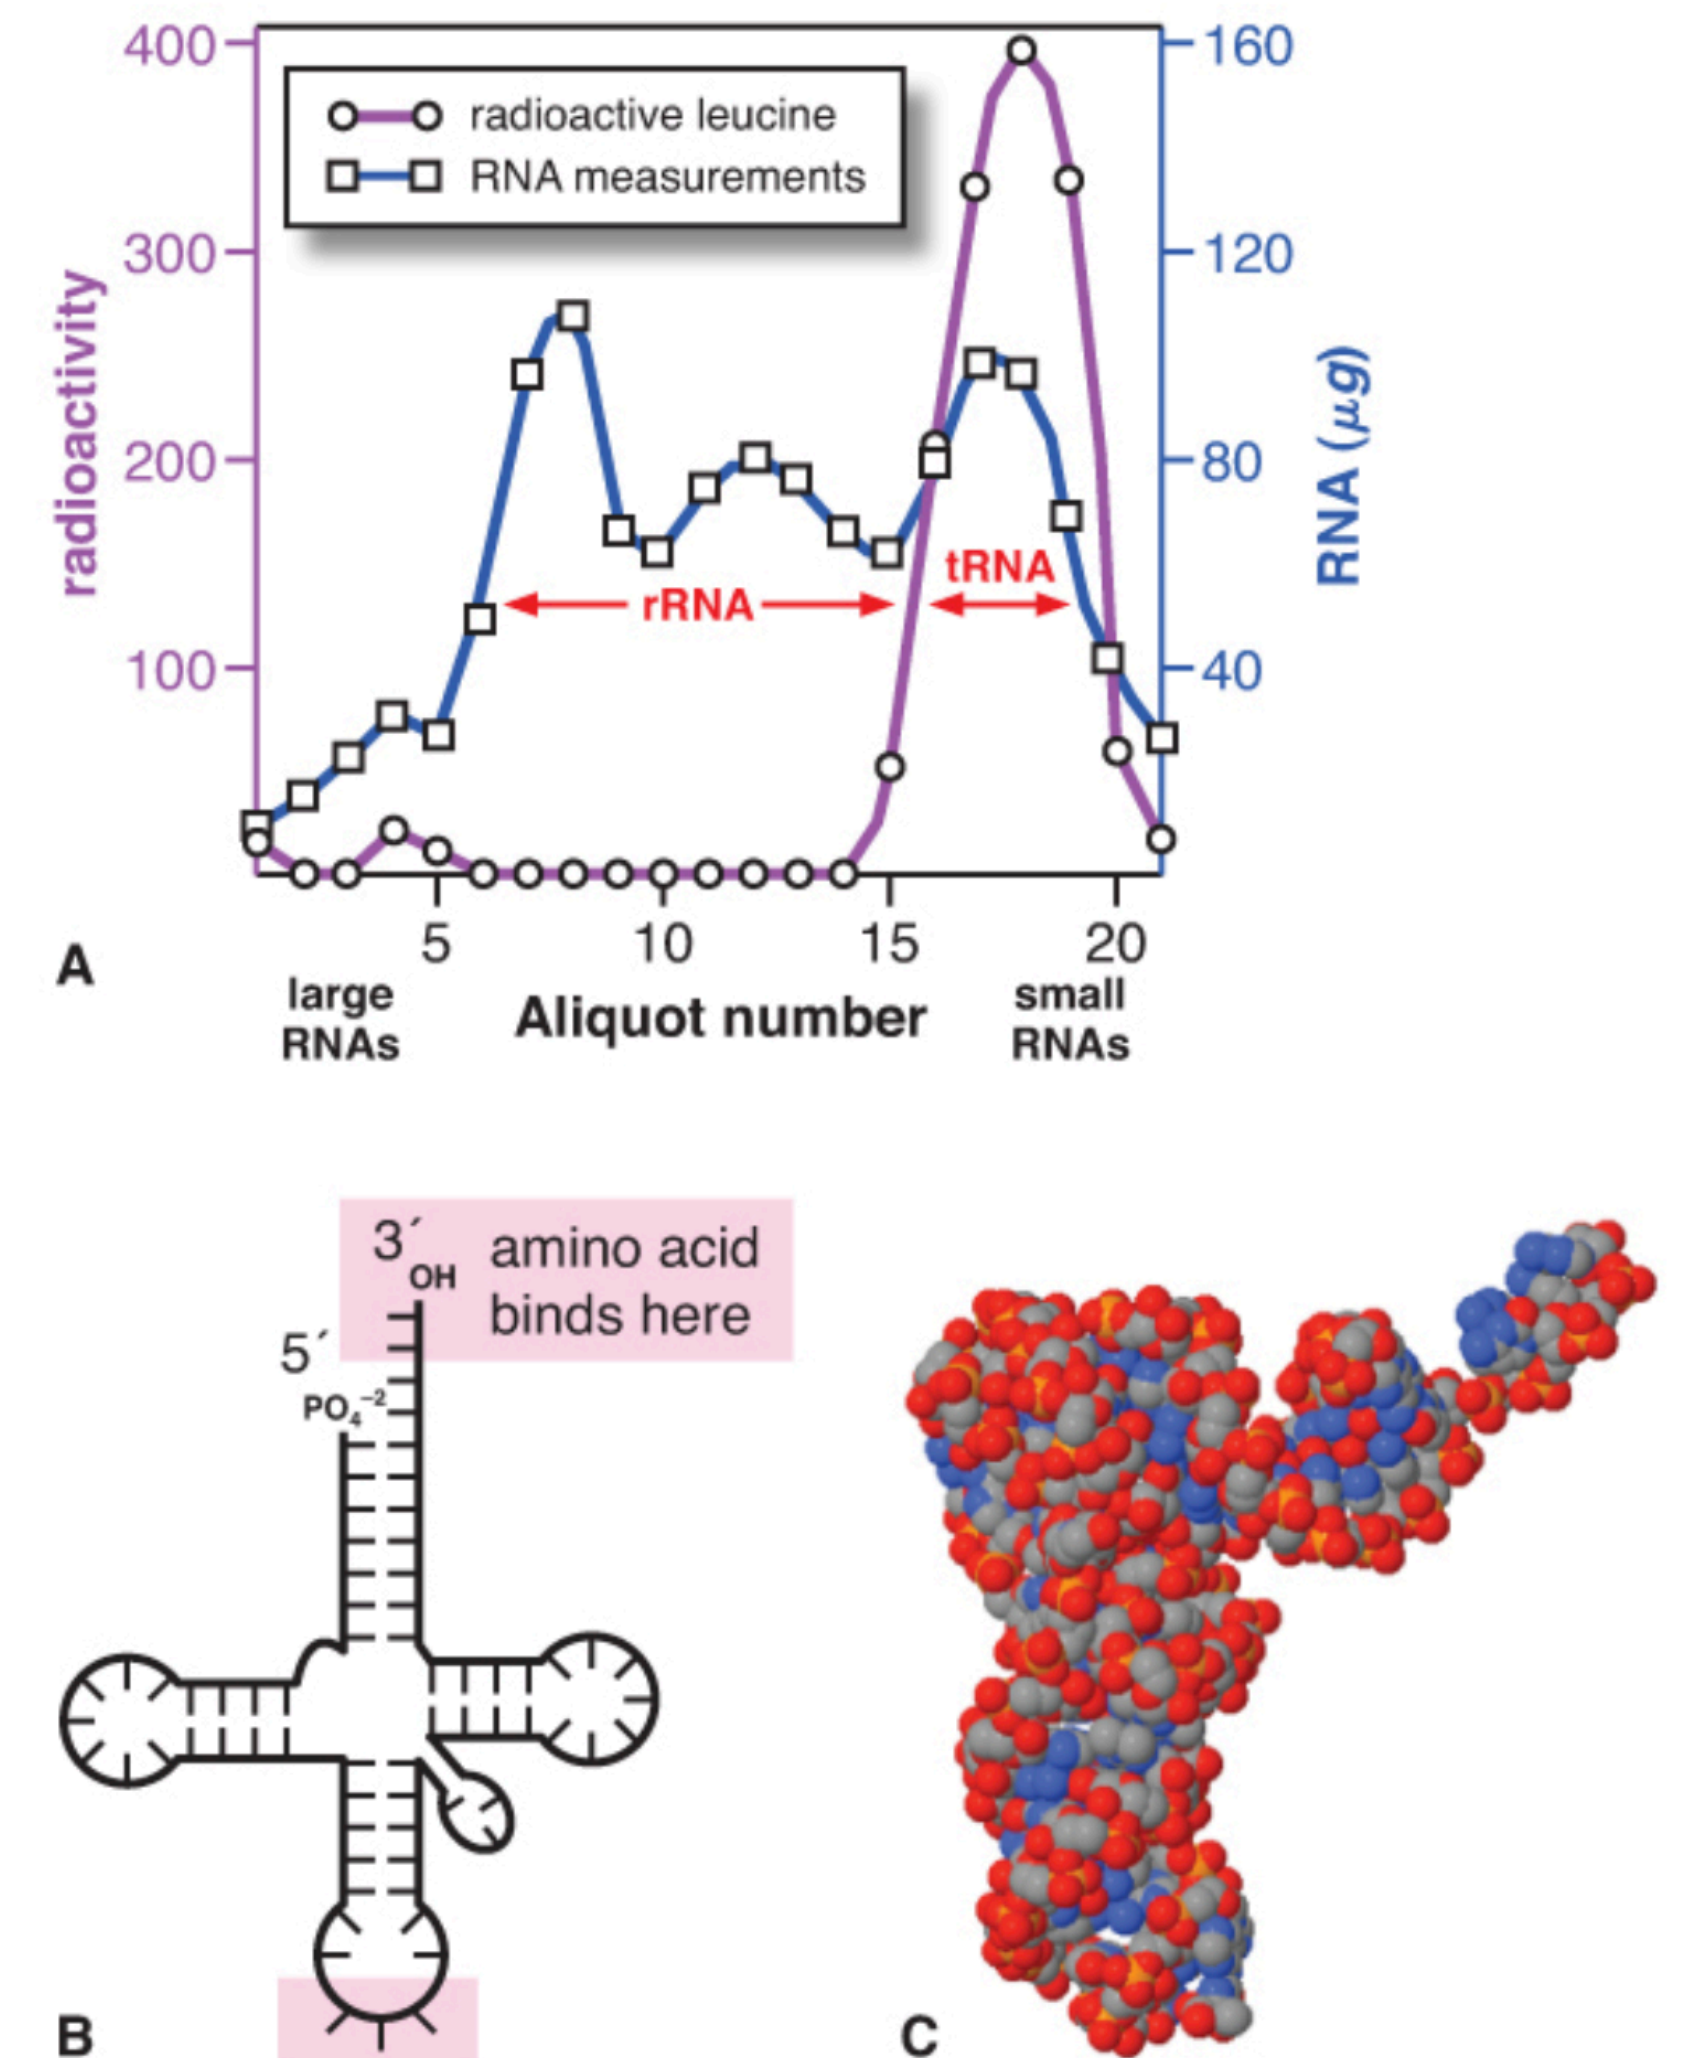 400
300
200
100
radioactivity
radioactive leucine
RNA measurements
160
120
80
40
RNA (μg)
rRNA
tRNA
5
10
15
20
large
RNAs
Aliquot number
small
RNAs
A
3´
OH
amino acid
binds here
5´
PO₄⁻²
B
C